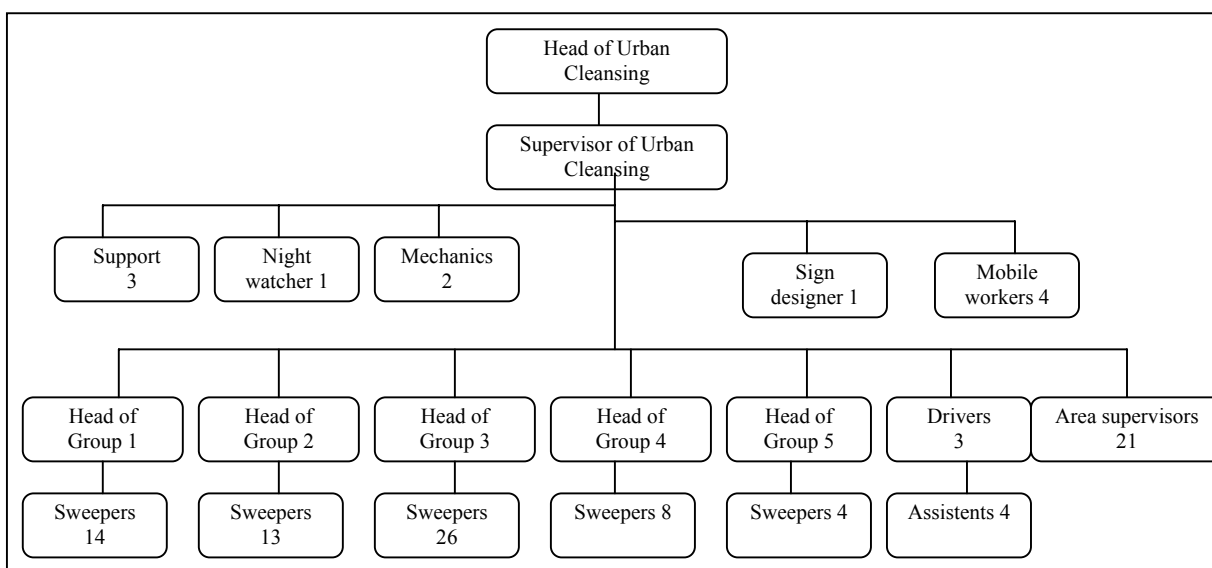 Head of Urban
Cleansing
Supervisor of Urban
Cleansing
Support
3
Night
watcher 1
Mechanics
2
Sign
designer 1
Mobile
workers 4
Head of
Group 1
Head of
Group 2
Head of
Group 3
Head of
Group 4
Head of
Group 5
Drivers
3
Area supervisors
21
Sweepers
14
Sweepers
13
Sweepers
26
Sweepers 8
Sweepers 4
Assistents 4